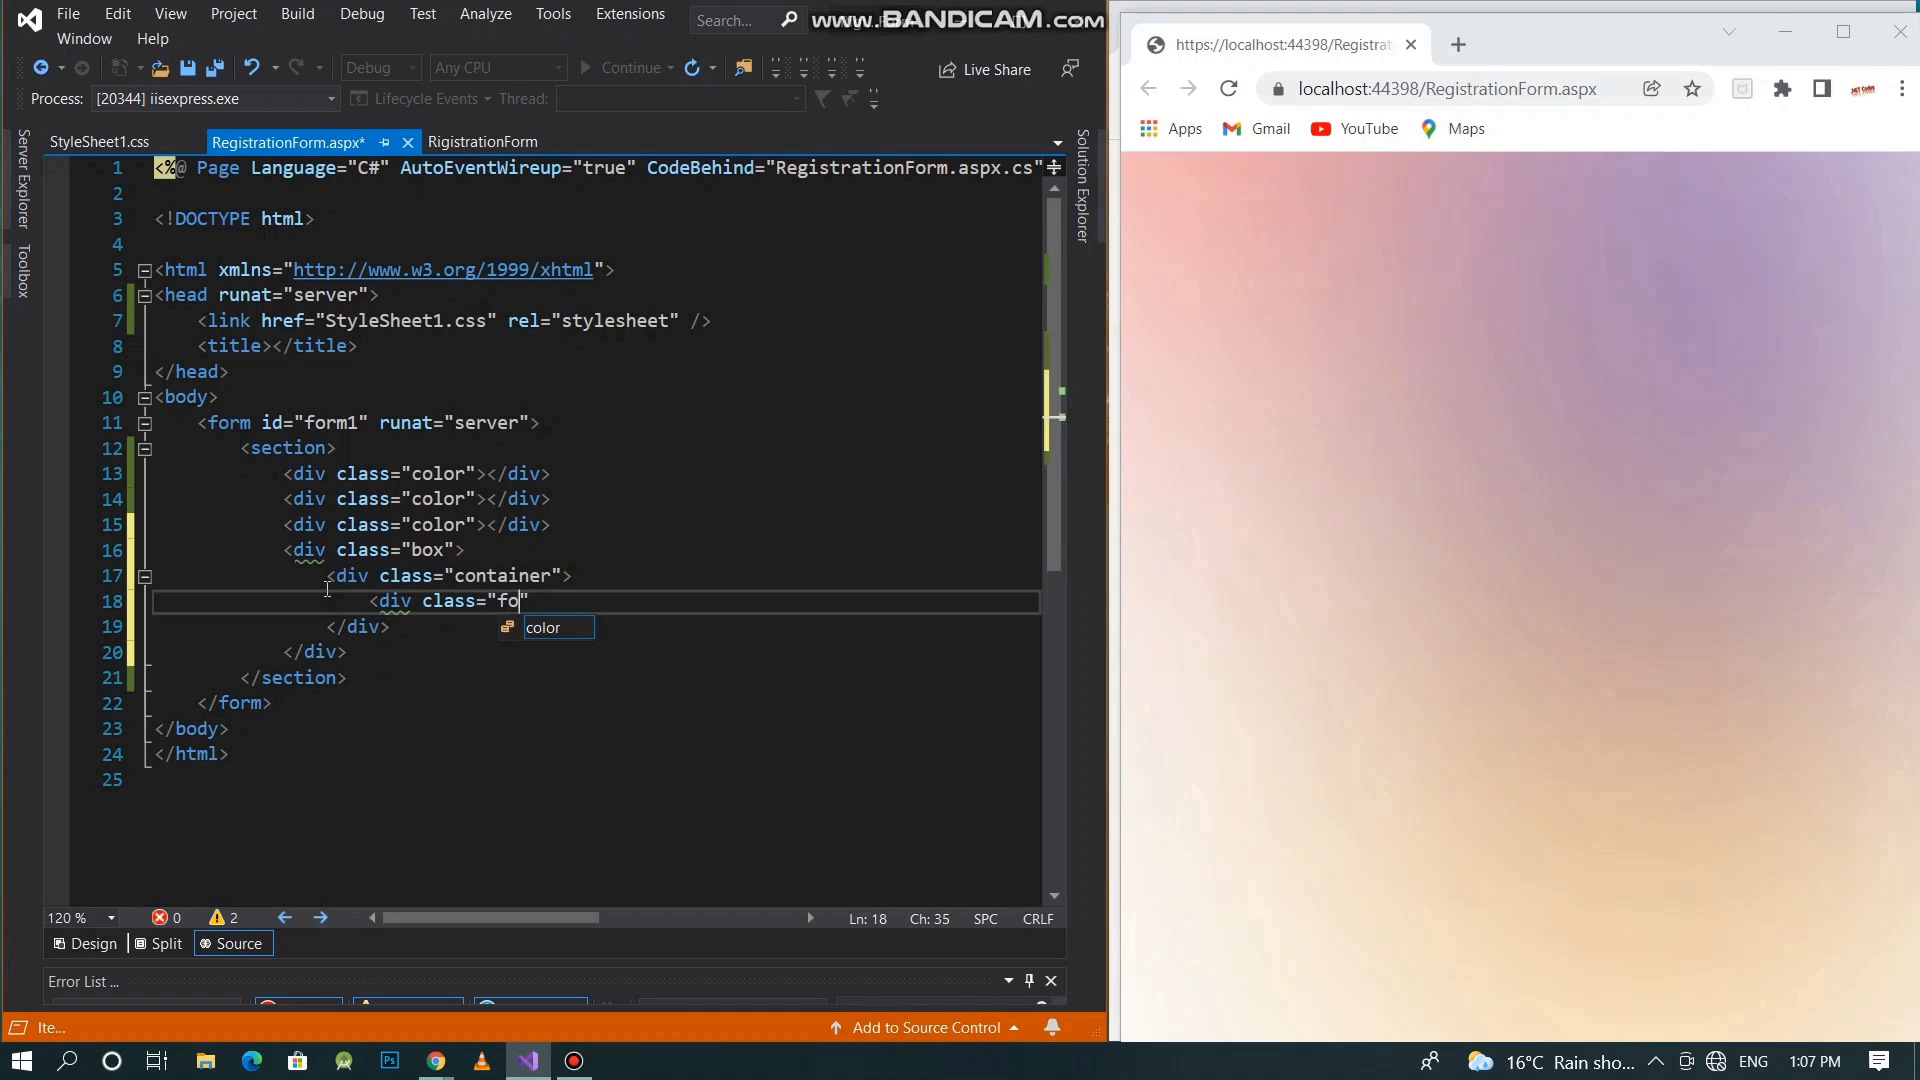 File Edit View Project Build Debug Test Analyze Tools Extensions Search... www.BANDICAM.com
Window Help
Debug Any CPU Continue Live Share
Process: [20344] iisexpress.exe Lifecycle Events Thread:
StyleSheet1.css RegistrationForm.aspx* RigistrationForm
1 <%@ Page Language="C#" AutoEventWireup="true" CodeBehind="RegistrationForm.aspx.cs"
2
3 <!DOCTYPE html>
4
5 <html xmlns="http://www.w3.org/1999/xhtml">
6 <head runat="server">
7 <link href="StyleSheet1.css" rel="stylesheet" />
8 <title></title>
9 </head>
10 <body>
11 <form id="form1" runat="server">
12 <section>
13 <div class="color"></div>
14 <div class="color"></div>
15 <div class="color"></div>
16 <div class="box">
17 <div class="container">
18 <div class="fo"
19 </div>
color
20 </div>
21 </section>
22 </form>
23 </body>
24 </html>
25
120 % 0 2 Ln: 18 Ch: 35 SPC CRLF
Design Split Source
Error List ...
Ite... Add to Source Control
Server Explorer
Toolbox
Solution Explorer
https://localhost:44398/Registrati
localhost:44398/RegistrationForm.aspx
Apps Gmail YouTube Maps
16°C Rain sho... ENG 1:07 PM